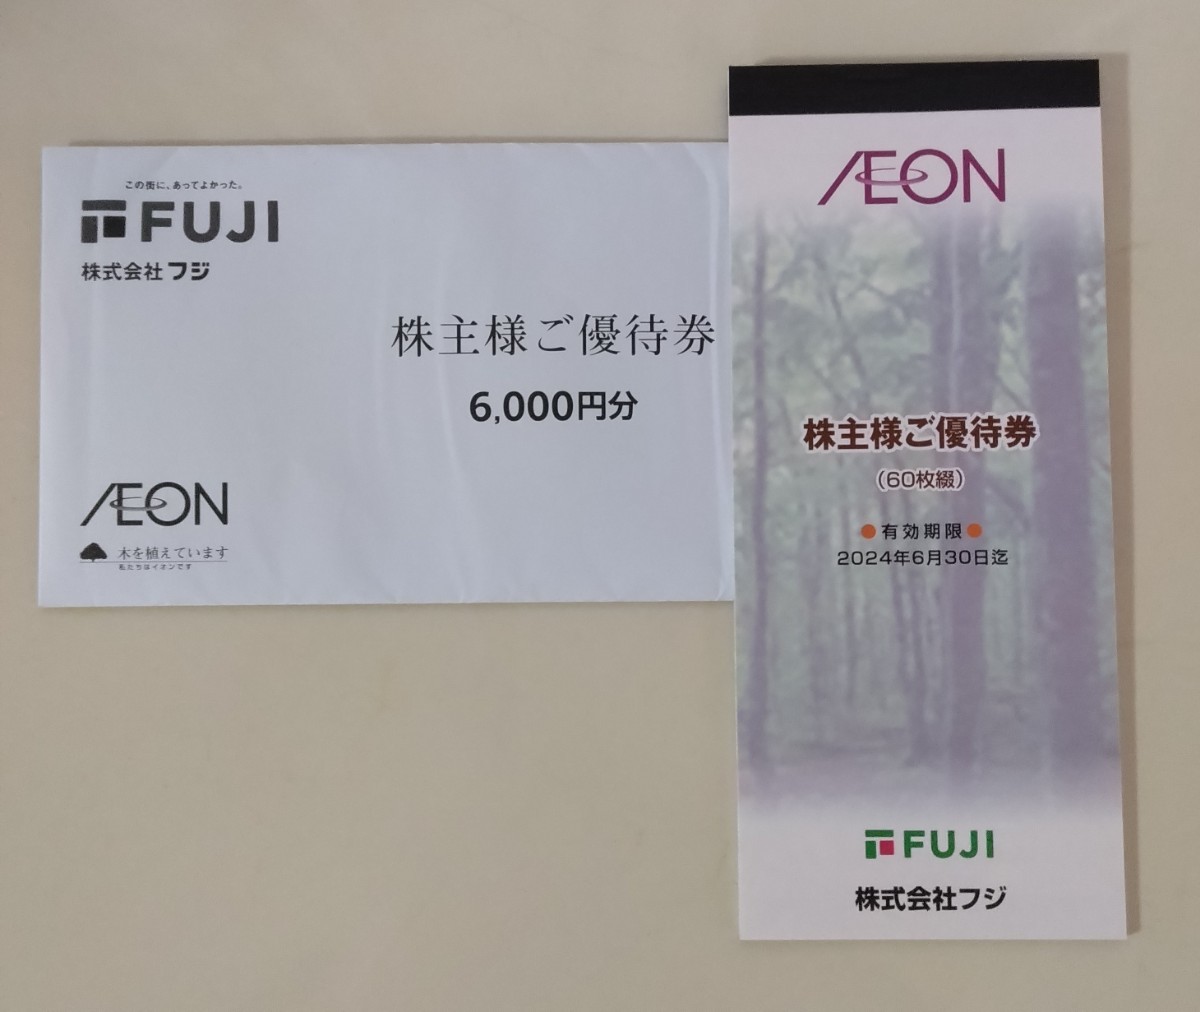 この街に、あってよかった。
FUJI
株式会社フジ
株主様ご優待券
6,000円分
ÆON
木を植えています
私たちはイオンです
ÆON
株主様ご優待券
(60枚綴)
●有効期限●
2024年6月30日迄
FUJI
株式会社フジ